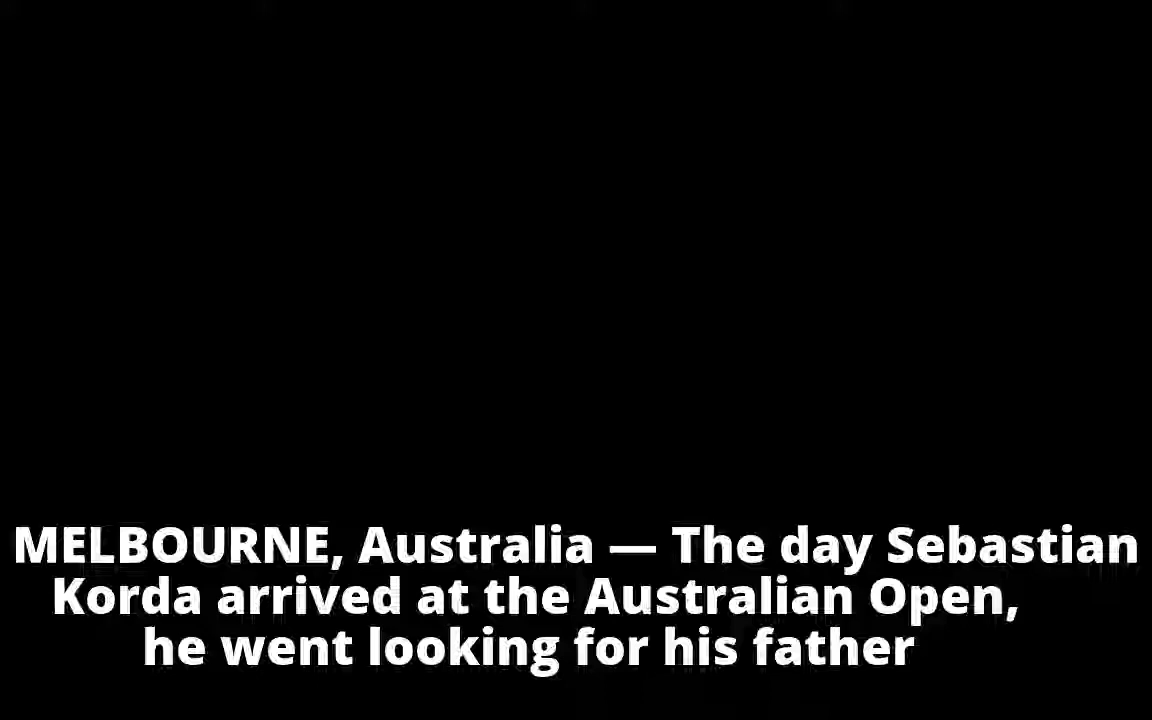 MELBOURNE, Australia — The day Sebastian
Korda arrived at the Australian Open,
he went looking for his father